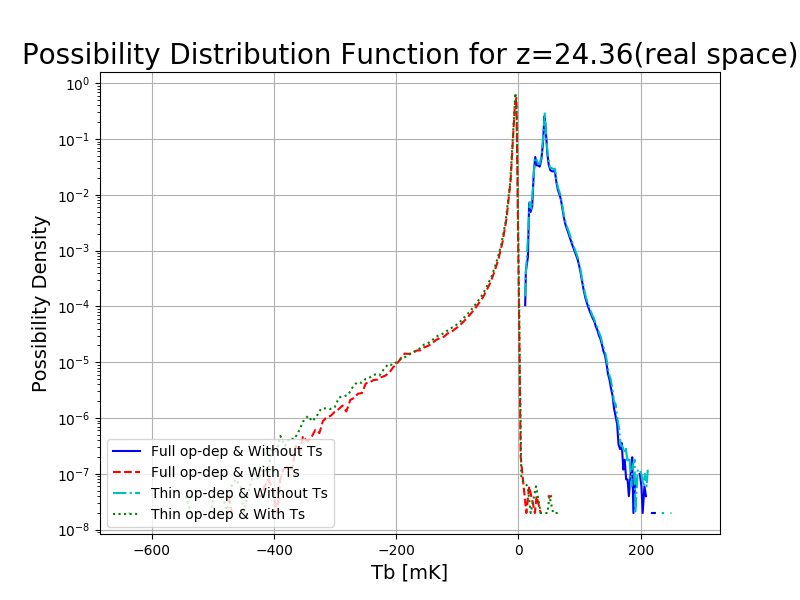 Possibility Distribution Function for z=24.36(real space)
Possibility Density
10^0
10^-1
10^-2
10^-3
10^-4
10^-5
10^-6
10^-7
10^-8
Full op-dep & Without Ts
Full op-dep & With Ts
Thin op-dep & Without Ts
Thin op-dep & With Ts
−600 −400 −200 0 200
Tb [mK]